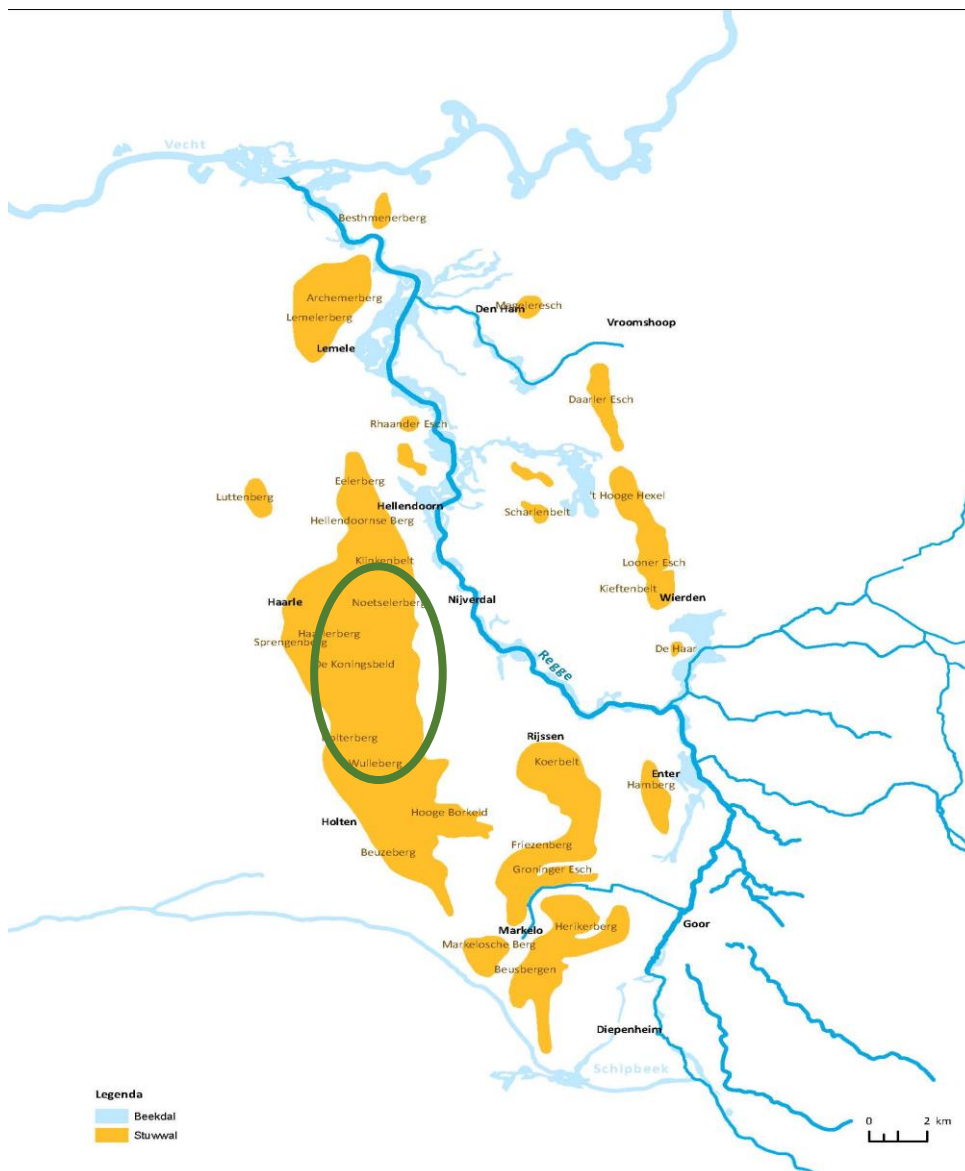 Vecht
Besthmenerberg
Archemerberg
Lemelerberg
Lemele
Den Ham
Mageleresch
Vroomshoop
Daarler Esch
Rhaander Esch
Eelerberg
Luttenberg
Hellendoorn
Hellendoornse Berg
't Hooge Hexel
Scharlenbelt
Klinkenbelt
Looner Esch
Kieftenbelt
Wierden
Haarle
Noetselerberg
Nijverdal
Haarlerberg
Sprengenberg
De Koningsbeld
De Haar
Regge
Holterberg
Wulleberg
Rijssen
Koerbelt
Enter
Hamberg
Hooge Borkeld
Holten
Beuzeberg
Friezenberg
Groninger Esch
Markelo
Herikerberg
Goor
Markelosche Berg
Beusbergen
Diepenheim
Schipbeek
Legenda
Beekdal
Stuwwal
0 2 km